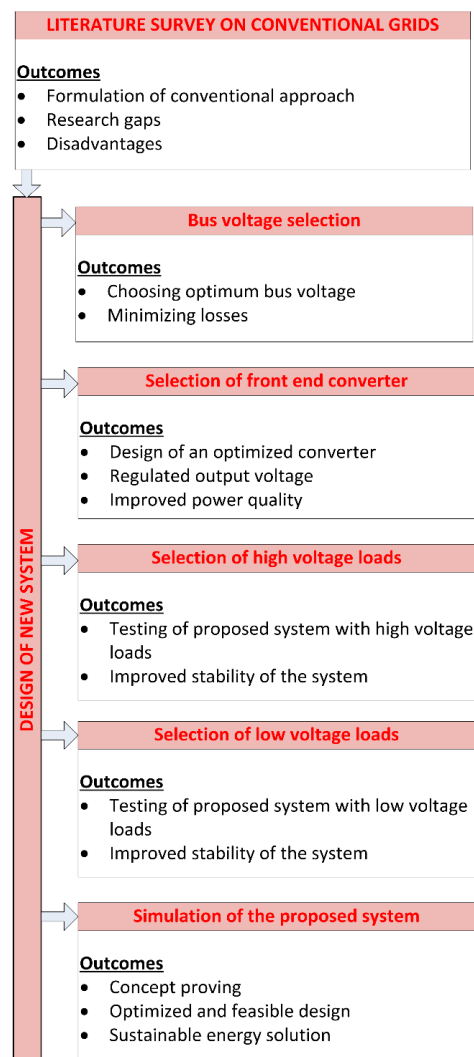 LITERATURE SURVEY ON CONVENTIONAL GRIDS
Outcomes
• Formulation of conventional approach
• Research gaps
• Disadvantages
DESIGN OF NEW SYSTEM
Bus voltage selection
Outcomes
• Choosing optimum bus voltage
• Minimizing losses
Selection of front end converter
Outcomes
• Design of an optimized converter
• Regulated output voltage
• Improved power quality
Selection of high voltage loads
Outcomes
• Testing of proposed system with high voltage
loads
• Improved stability of the system
Selection of low voltage loads
Outcomes
• Testing of proposed system with low voltage
loads
• Improved stability of the system
Simulation of the proposed system
Outcomes
• Concept proving
• Optimized and feasible design
• Sustainable energy solution